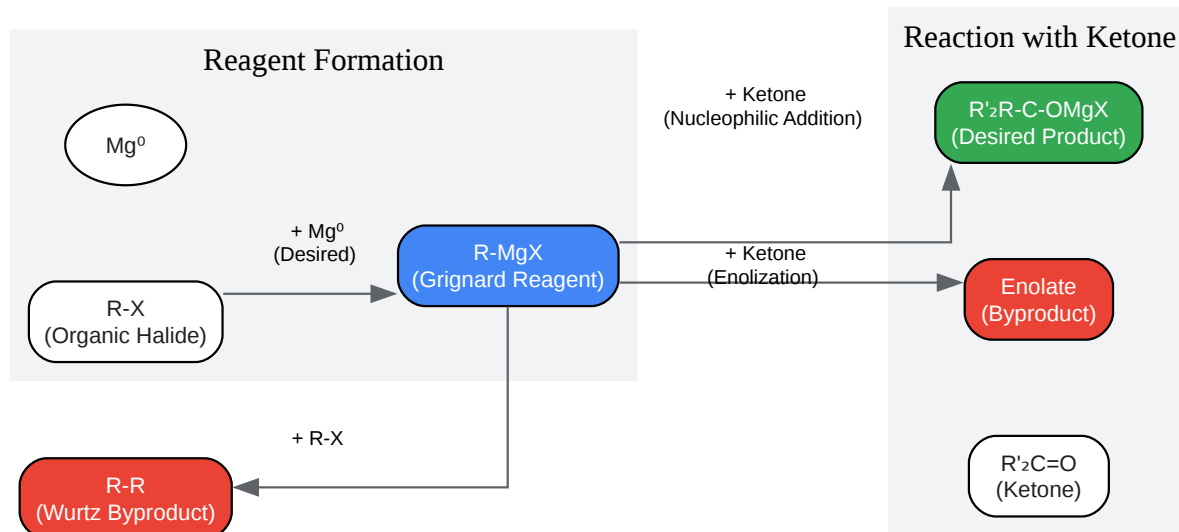 Reagent Formation
Reaction with Ketone
Mg⁰
+ Ketone
(Nucleophilic Addition)
R'₂R-C-OMgX
(Desired Product)
+ Mg⁰
(Desired)
R-MgX
(Grignard Reagent)
+ Ketone
(Enolization)
Enolate
(Byproduct)
R-X
(Organic Halide)
+ R-X
R-R
(Wurtz Byproduct)
R'₂C=O
(Ketone)